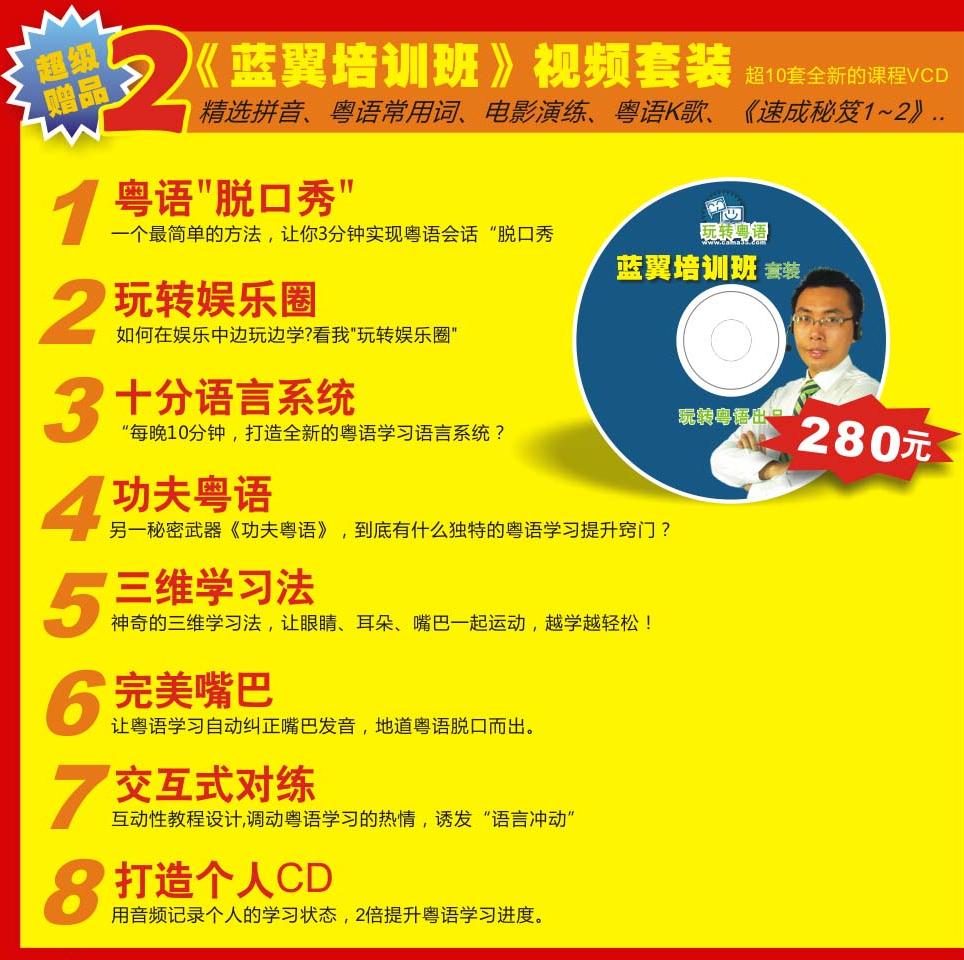 超级
赠品
2
《蓝翼培训班》视频套装 超10套全新的课程VCD
精选拼音、粤语常用词、电影演练、粤语K歌、《速成秘笈1~2》..
1 粤语"脱口秀"
一个最简单的方法，让你3分钟实现粤语会话“脱口秀
2 玩转娱乐圈
如何在娱乐中边玩边学?看我"玩转娱乐圈"
3 十分语言系统
“每晚10分钟，打造全新的粤语学习语言系统？
4 功夫粤语
另一秘密武器《功夫粤语》，到底有什么独特的粤语学习提升窍门？
5 三维学习法
神奇的三维学习法，让眼睛、耳朵、嘴巴一起运动，越学越轻松！
6 完美嘴巴
让粤语学习自动纠正嘴巴发音，地道粤语脱口而出。
7 交互式对练
互动性教程设计,调动粤语学习的热情，诱发“语言冲动”
8 打造个人CD
用音频记录个人的学习状态，2倍提升粤语学习进度。
玩转粤语
www.cama35.com
蓝翼培训班 套装
玩转粤语出品
280元